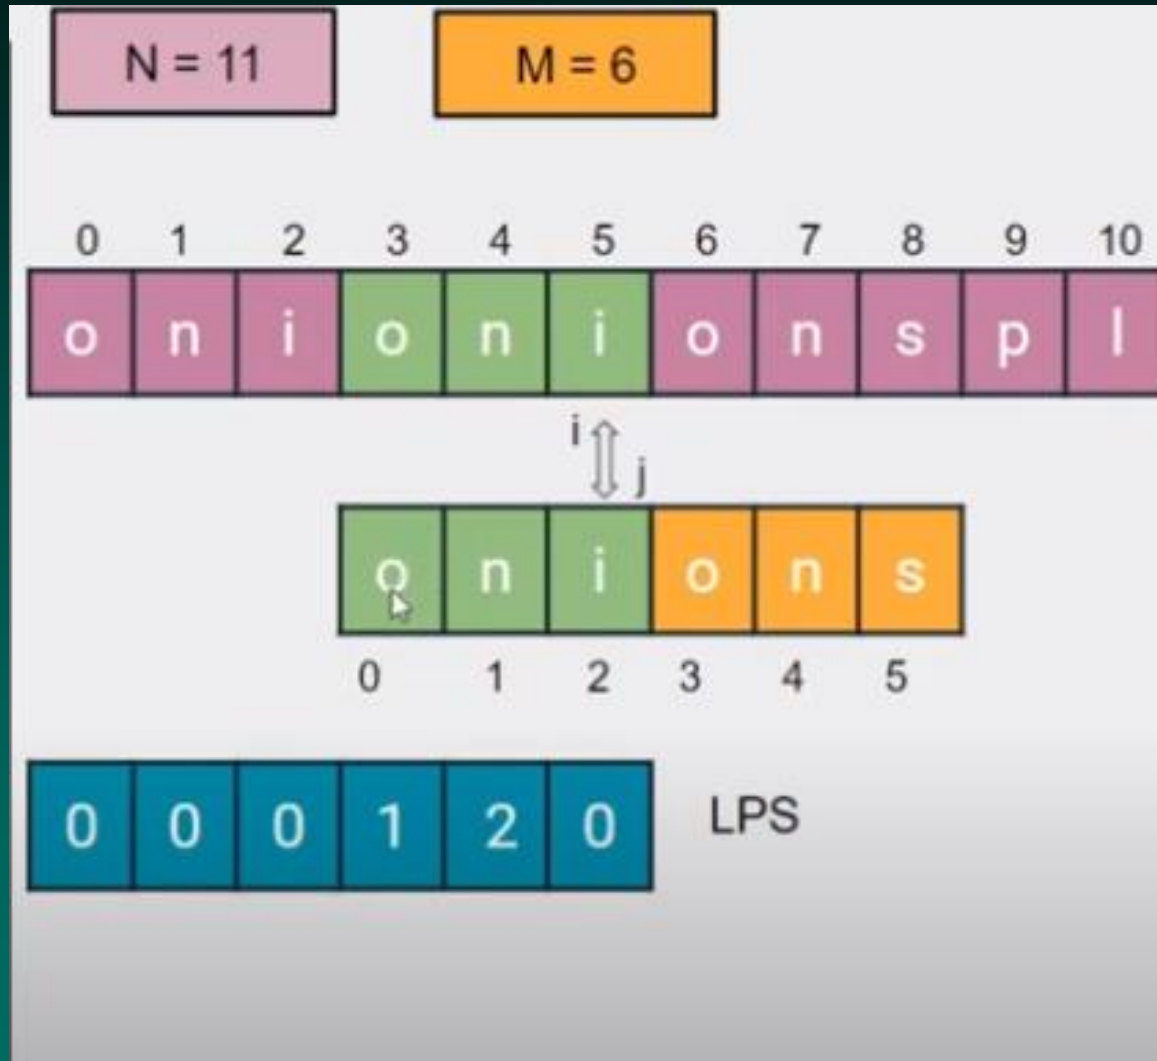 N = 11 M = 6
0 1 2 3 4 5 6 7 8 9 10
o n i o n i o n s p l
i
j
o n i o n s
0 1 2 3 4 5
0 0 0 1 2 0 LPS